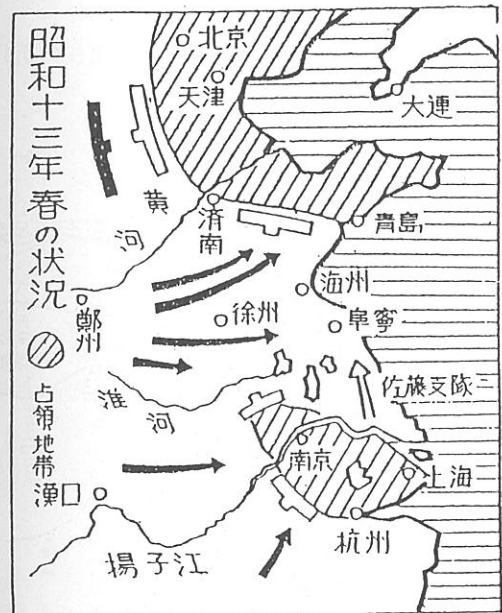 昭和十三年春の状況
占領地帯
北京
天津
大連
黄河
済南
青島
海州
徐州
阜寧
鄭州
淮河
佐藤支隊
南京
上海
漢口
揚子江
杭州